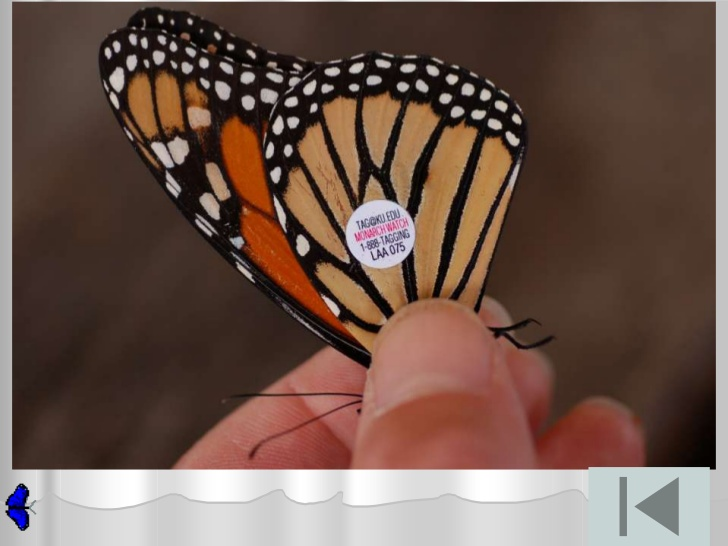 TAG@KU.EDU
MONARCH WATCH
1-888-TAGGING
LAA 075